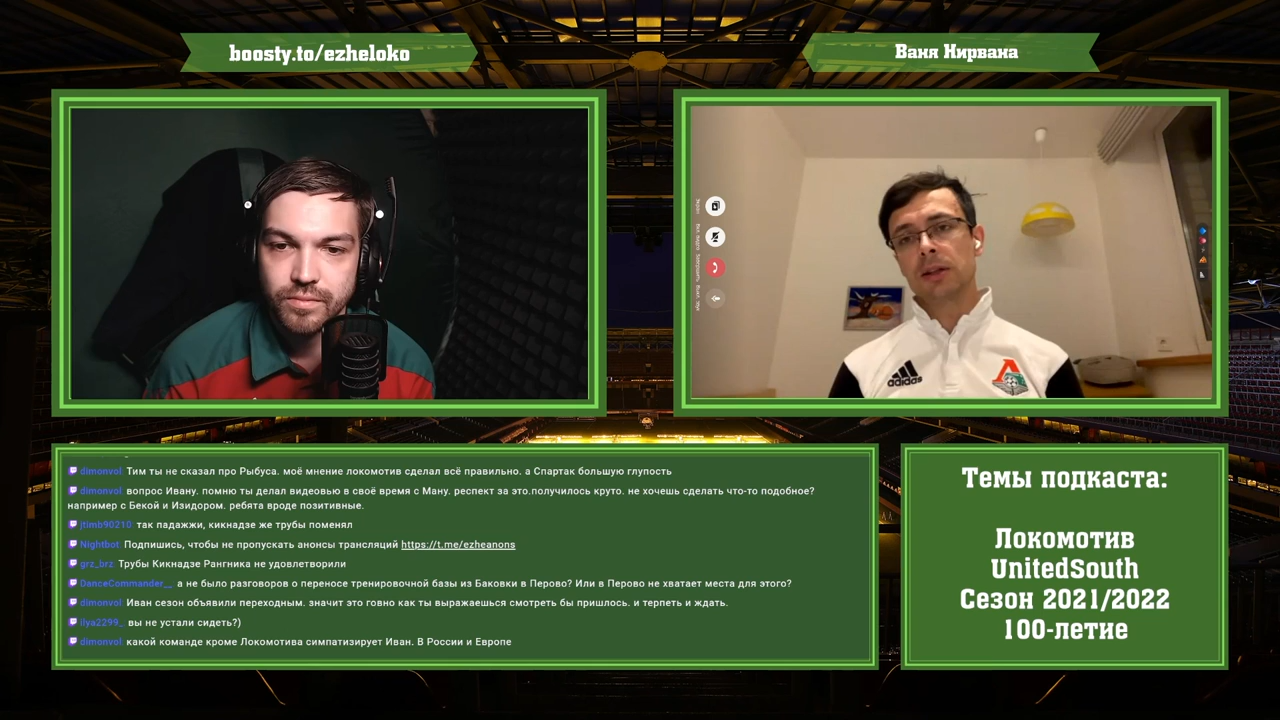 boosty.to/ezheloko
Ваня Нирвана
adidas
dimonvol: Тим ты не сказал про Рыбуса. моё мнение локомотив сделал всё правильно. а Спартак большую глупость
dimonvol: вопрос Ивану. помню ты делал видеовью в своё время с Ману. респект за это.получилось круто. не хочешь сделать что-то подобное?
например с Бекой и Изидором. ребята вроде позитивные.
jtimb90210: так падажжи, кикнадзе же трубы поменял
Nightbot: Подпишись, чтобы не пропускать анонсы трансляций https://t.me/ezheanons
grz_brz: Трубы Кикнадзе Рангника не удовлетворили
DanceCommander__: а не было разговоров о переносе тренировочной базы из Баковки в Перово? Или в Перово не хватает места для этого?
dimonvol: Иван сезон объявили переходным. значит это говно как ты выражаешься смотреть бы пришлось. и терпеть и ждать.
ilya2299_: вы не устали сидеть?)
dimonvol: какой команде кроме Локомотива симпатизирует Иван. В России и Европе
Темы подкаста:
Локомотив
UnitedSouth
Сезон 2021/2022
100-летие